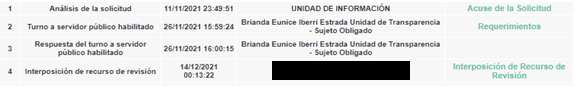 1 Análisis de la solicitud 11/11/2021 23:49:51 UNIDAD DE INFORMACIÓN Acuse de la Solicitud
2 Turno a servidor público habilitado 26/11/2021 15:59:24 Brianda Eunice Iberri Estrada Unidad de Transparencia - Sujeto Obligado Requerimientos
3 Respuesta del turno a servidor público habilitado 26/11/2021 16:00:15 Brianda Eunice Iberri Estrada Unidad de Transparencia - Sujeto Obligado
4 Interposición de recurso de revisión 14/12/2021 00:13:22 Interposición de Recurso de Revisión